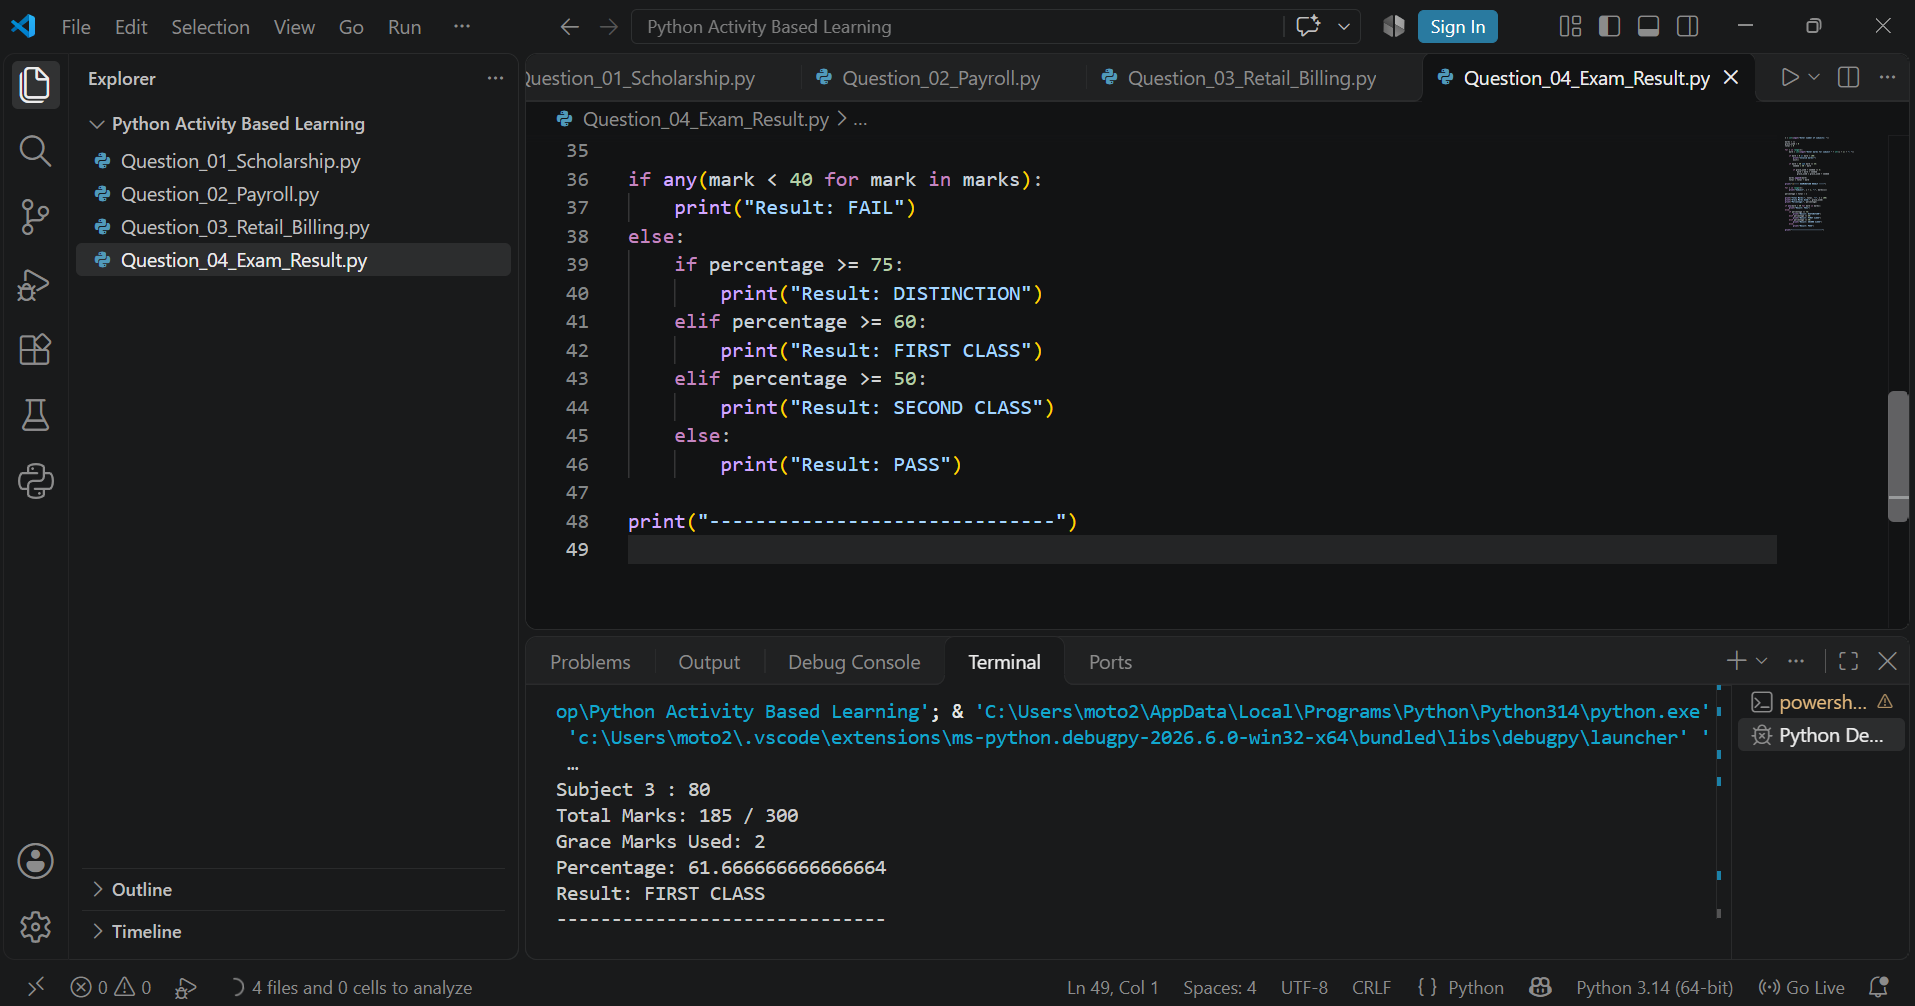 File Edit Selection View Go Run ···
Python Activity Based Learning
Sign In
Explorer
Python Activity Based Learning
Question_01_Scholarship.py
Question_02_Payroll.py
Question_03_Retail_Billing.py
Question_04_Exam_Result.py
Outline
Timeline
uestion_01_Scholarship.py Question_02_Payroll.py Question_03_Retail_Billing.py Question_04_Exam_Result.py
Question_04_Exam_Result.py > ...
35
36 if any(mark < 40 for mark in marks):
37     print("Result: FAIL")
38 else:
39     if percentage >= 75:
40         print("Result: DISTINCTION")
41     elif percentage >= 60:
42         print("Result: FIRST CLASS")
43     elif percentage >= 50:
44         print("Result: SECOND CLASS")
45     else:
46         print("Result: PASS")
47
48 print("------------------------------")
49
Problems Output Debug Console Terminal Ports
op\Python Activity Based Learning'; & 'C:\Users\moto2\AppData\Local\Programs\Python\Python314\python.exe'
'c:\Users\moto2\.vscode\extensions\ms-python.debugpy-2026.6.0-win32-x64\bundled\libs\debugpy\launcher' '
…
Subject 3 : 80
Total Marks: 185 / 300
Grace Marks Used: 2
Percentage: 61.666666666666664
Result: FIRST CLASS
------------------------------
powersh...
Python De...
0 0 4 files and 0 cells to analyze
Ln 49, Col 1 Spaces: 4 UTF-8 CRLF { } Python Python 3.14 (64-bit) Go Live